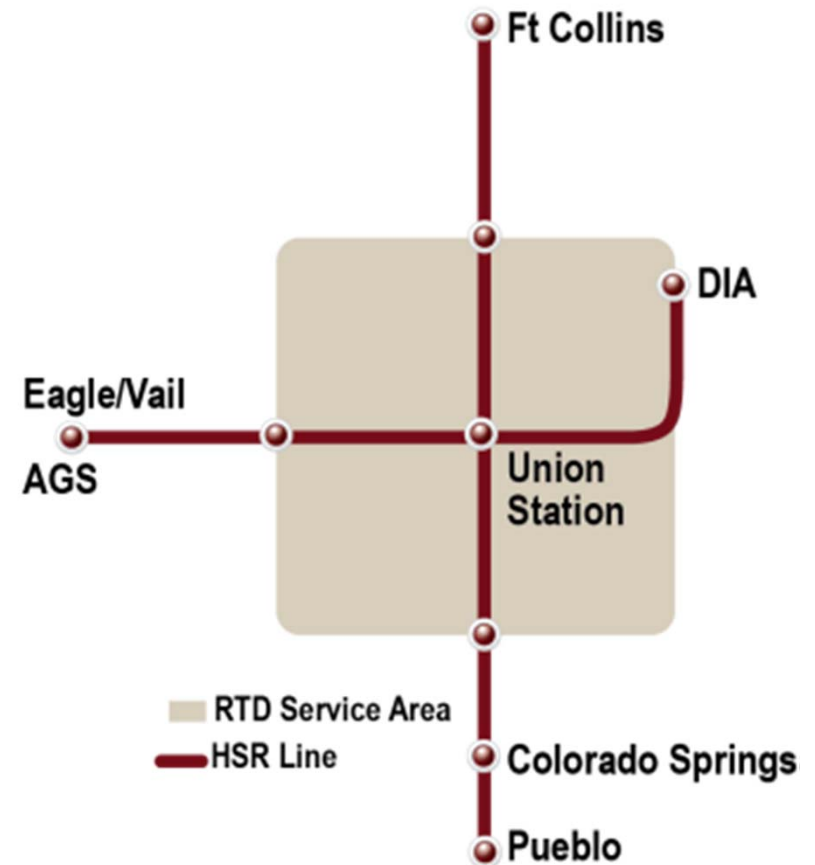 Ft Collins
DIA
Eagle/Vail
AGS
Union
Station
RTD Service Area
HSR Line
Colorado Springs
Pueblo